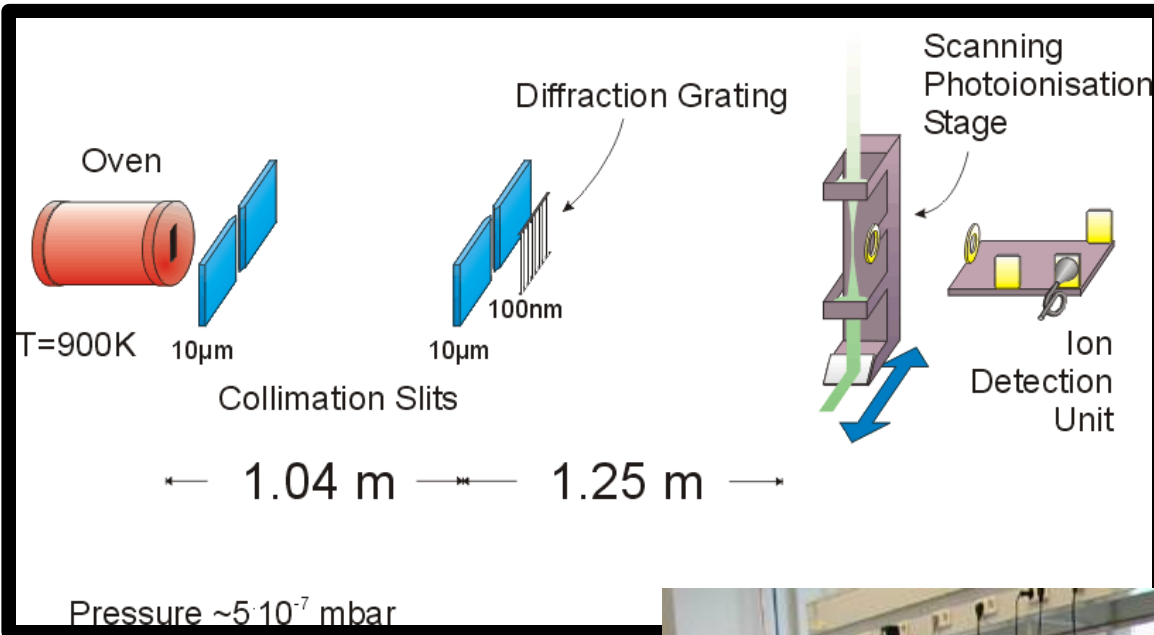 Scanning
Photoionisation
Stage
Diffraction Grating
Oven
100nm
T=900K
10µm
10µm
Collimation Slits
Ion
Detection
Unit
1.04 m
1.25 m
Pressure ~5·10⁻⁷ mbar